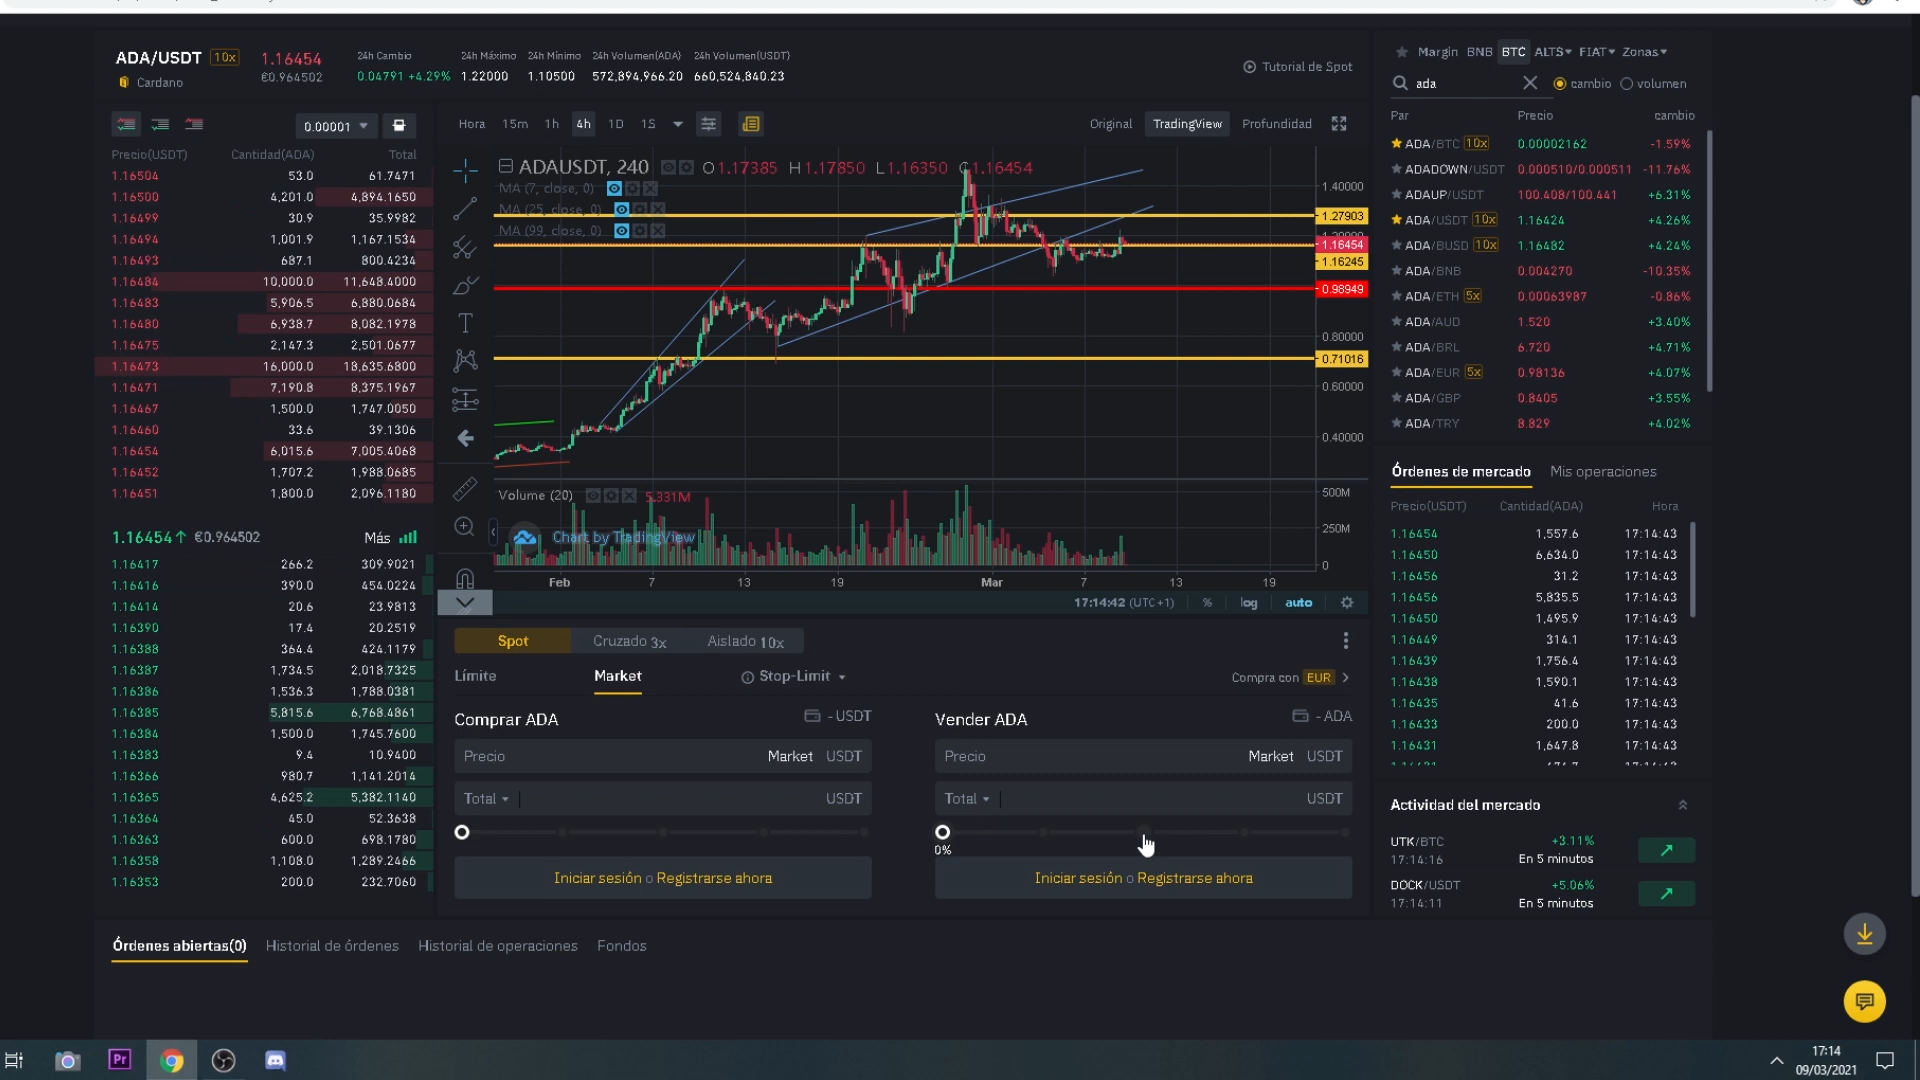 ADA/USDT 10x
Cardano
1.16454
€0.964502
24h Cambio
0.04791 +4.29%
24h Máximo
1.22000
24h Mínimo
1.10500
24h Volumen(ADA)
572,894,966.20
24h Volumen(USDT)
660,524,840.23
Tutorial de Spot
0.00001
Precio(USDT) Cantidad(ADA) Total
1.16504 53.0 61.7471
1.16500 4,201.0 4,894.1650
1.16499 30.9 35.9982
1.16494 1,001.9 1,167.1534
1.16493 687.1 800.4234
1.16484 10,000.0 11,648.4000
1.16483 5,906.5 6,880.0684
1.16480 6,938.7 8,082.1978
1.16475 2,147.3 2,501.0677
1.16473 16,000.0 18,635.6800
1.16471 7,190.8 8,375.1967
1.16467 1,500.0 1,747.0050
1.16460 33.6 39.1306
1.16454 6,015.6 7,005.4068
1.16452 1,707.2 1,988.0685
1.16451 1,800.0 2,096.1180
1.16454↑ €0.964502 Más
1.16417 266.2 309.9021
1.16416 390.0 454.0224
1.16414 20.6 23.9813
1.16390 17.4 20.2519
1.16388 364.4 424.1179
1.16387 1,734.5 2,018.7325
1.16386 1,536.3 1,788.0381
1.16385 5,815.6 6,768.4861
1.16384 1,500.0 1,745.7600
1.16383 9.4 10.9400
1.16366 980.7 1,141.2014
1.16365 4,625.2 5,382.1140
1.16364 45.0 52.3638
1.16363 600.0 698.1780
1.16358 1,108.0 1,289.2466
1.16353 200.0 232.7060
Hora 15m 1h 4h 1D 1S
Original TradingView Profundidad
ADAUSDT, 240 O1.17385 H1.17850 L1.16350 C1.16454
MA (7, close, 0)
MA (25, close, 0)
MA (99, close, 0)
1.40000
1.27903
1.16454
1.16245
0.98949
0.80000
0.71016
0.60000
0.40000
Volume (20) 5.331M
500M
250M
0
Chart by TradingView
Feb 7 13 19 Mar 7 13 19
17:14:42 (UTC+1) % log auto
Spot Cruzado 3x Aislado 10x
Límite Market Stop-Limit
Compra con EUR
Comprar ADA - USDT
Precio Market USDT
Total USDT
Iniciar sesión o Registrarse ahora
Vender ADA - ADA
Precio Market USDT
Total USDT
0%
Iniciar sesión o Registrarse ahora
Margin BNB BTC ALTS FIAT Zonas
ada
cambio volumen
Par Precio cambio
ADA/BTC 10x 0.00002162 -1.59%
ADADOWN/USDT 0.000510/0.000511 -11.76%
ADAUP/USDT 100.408/100.441 +6.31%
ADA/USDT 10x 1.16424 +4.26%
ADA/BUSD 10x 1.16482 +4.24%
ADA/BNB 0.004270 -10.35%
ADA/ETH 5x 0.00063987 -0.86%
ADA/AUD 1.520 +3.40%
ADA/BRL 6.720 +4.71%
ADA/EUR 5x 0.98136 +4.07%
ADA/GBP 0.8405 +3.55%
ADA/TRY 8.829 +4.02%
Órdenes de mercado Mis operaciones
Precio(USDT) Cantidad(ADA) Hora
1.16454 1,557.6 17:14:43
1.16450 6,634.0 17:14:43
1.16456 31.2 17:14:43
1.16456 5,835.5 17:14:43
1.16450 1,495.9 17:14:43
1.16449 314.1 17:14:43
1.16439 1,756.4 17:14:43
1.16438 1,590.1 17:14:43
1.16435 41.6 17:14:43
1.16433 200.0 17:14:43
1.16431 1,647.8 17:14:43
Actividad del mercado
UTK/BTC +3.11%
17:14:16 En 5 minutos
DOCK/USDT +5.06%
17:14:11 En 5 minutos
Órdenes abiertas(0) Historial de órdenes Historial de operaciones Fondos
Pr
17:14
09/03/2021